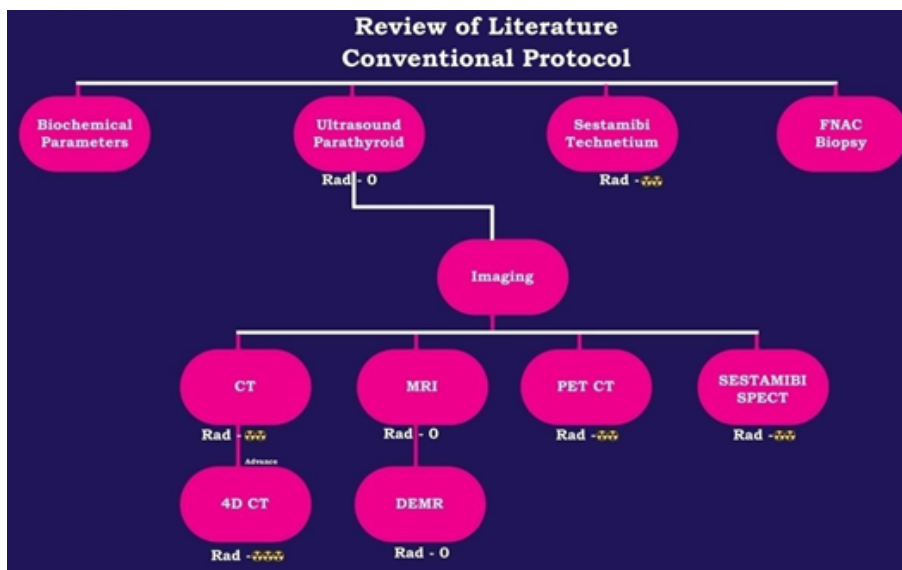 Review of Literature
Conventional Protocol
Biochemical
Parameters
Ultrasound
Parathyroid
Sestamibi
Technetium
FNAC
Biopsy
Rad - 0
Rad - ☢☢
Imaging
CT
MRI
PET CT
SESTAMIBI
SPECT
Rad - ☢☢
Rad - 0
Rad - ☢☢
Rad - ☢☢
Advance
4D CT
DEMR
Rad - ☢☢☢
Rad - 0